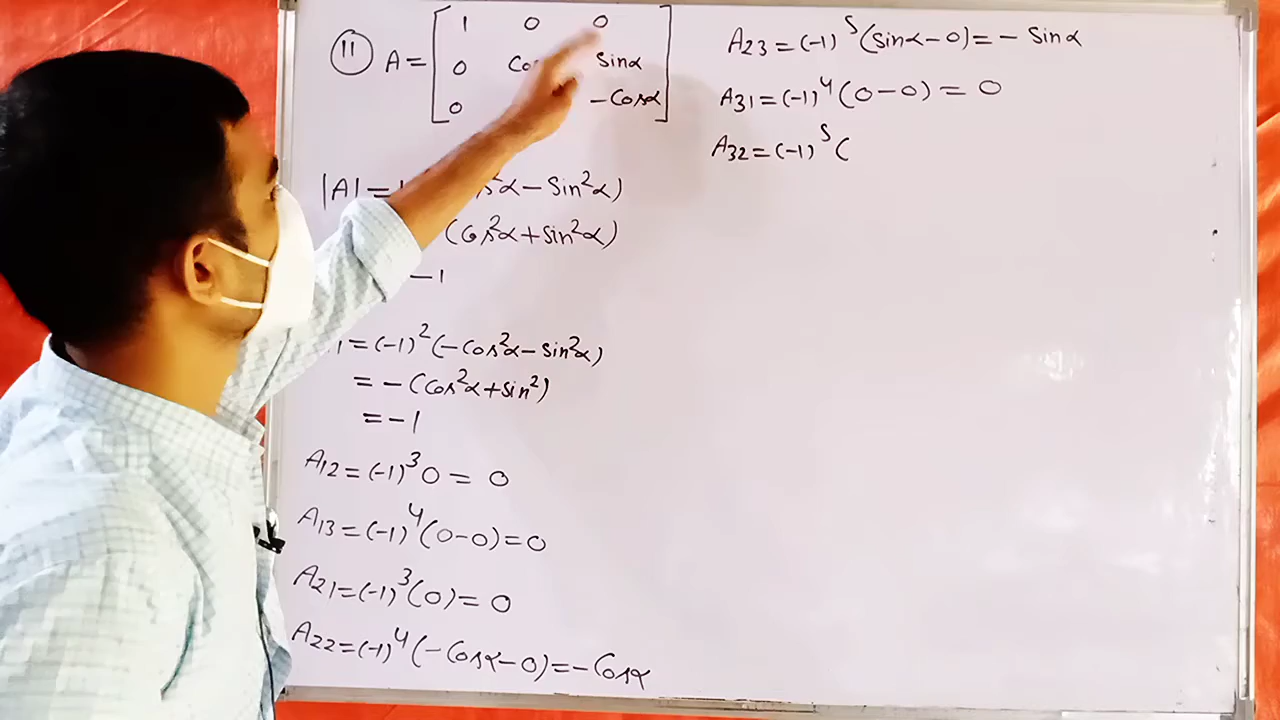 11 A = [ 1 0 0
0 Sinα
0 -Cosα ]
|A| = α - Sin²α)
(Cos²α + Sin²α)
-1
= (-1)² (-Cos²α - Sin²α)
= -(Cos²α + Sin²)
= -1
A12 = (-1)³ 0 = 0
A13 = (-1)⁴ (0-0) = 0
A21 = (-1)³ (0) = 0
A22 = (-1)⁴ (-Cosα - 0) = -Cosα
A23 = (-1)⁵ (Sinα - 0) = - Sinα
A31 = (-1)⁴ (0-0) = 0
A32 = (-1)⁵ (